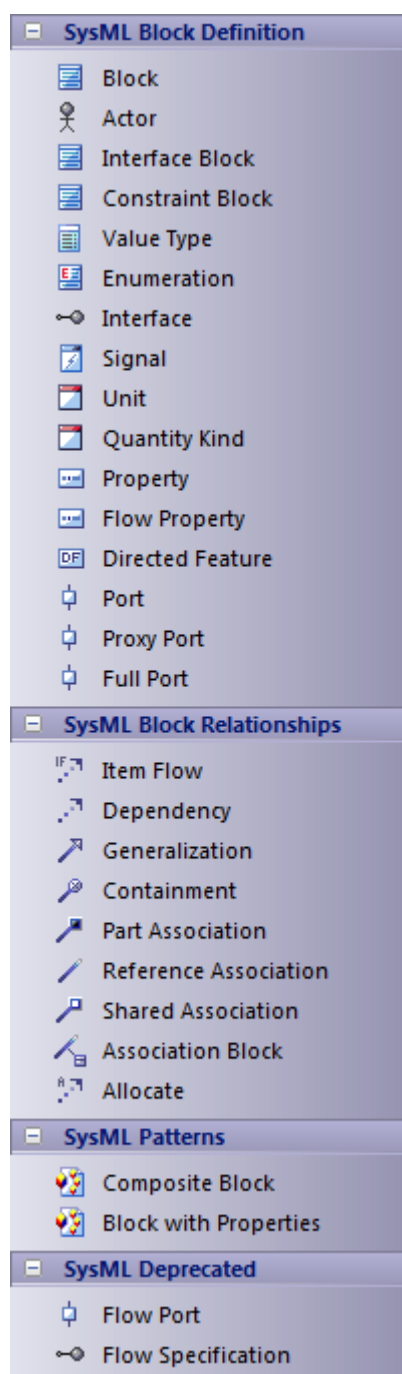 SysML Block Definition
Block
Actor
Interface Block
Constraint Block
Value Type
E Enumeration
Interface
Signal
Unit
Quantity Kind
Property
Flow Property
DF Directed Feature
Port
Proxy Port
Full Port
SysML Block Relationships
IF Item Flow
Dependency
Generalization
Containment
Part Association
Reference Association
Shared Association
Association Block
A Allocate
SysML Patterns
Composite Block
Block with Properties
SysML Deprecated
Flow Port
Flow Specification